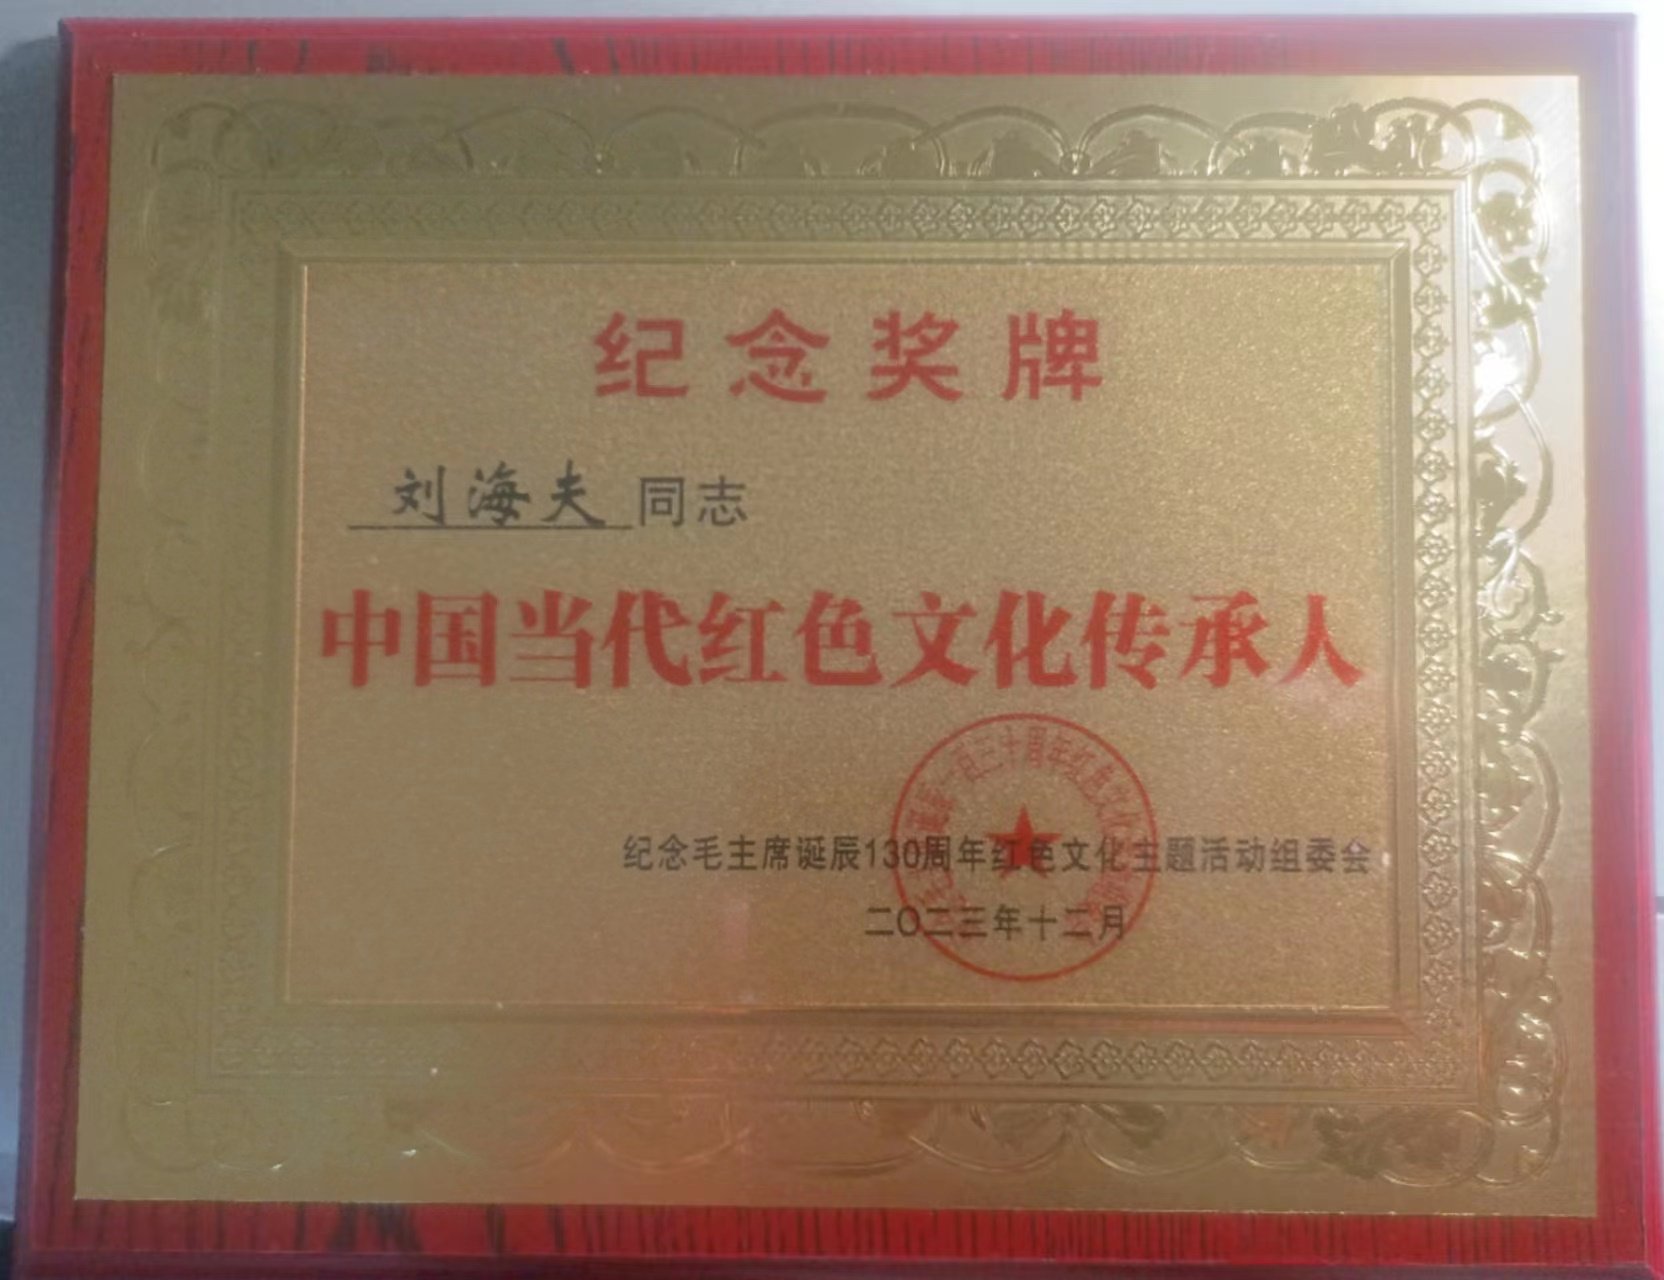 纪念奖牌
刘海夫 同志
中国当代红色文化传承人
纪念毛主席诞辰130周年红色文化主题活动组委会
二〇二三年十二月